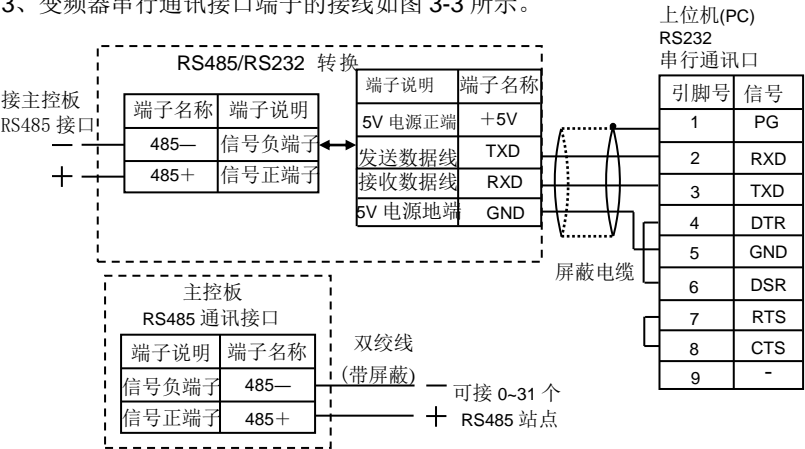 3、变频器串行通讯接口端子的接线如图 3-3 所示。
上位机(PC)
RS232
串行通讯口
引脚号 信号
1 PG
2 RXD
3 TXD
4 DTR
5 GND
6 DSR
7 RTS
8 CTS
9 -
RS485/RS232 转换
接主控板
RS485 接口
— 
+
端子名称 端子说明
485— 信号负端子
485+ 信号正端子
端子说明 端子名称
5V 电源正端 +5V
发送数据线 TXD
接收数据线 RXD
5V 电源地端 GND
屏蔽电缆
主控板
RS485 通讯接口
端子说明 端子名称
信号负端子 485—
信号正端子 485+
双绞线
(带屏蔽)
—
+
可接 0~31 个
RS485 站点